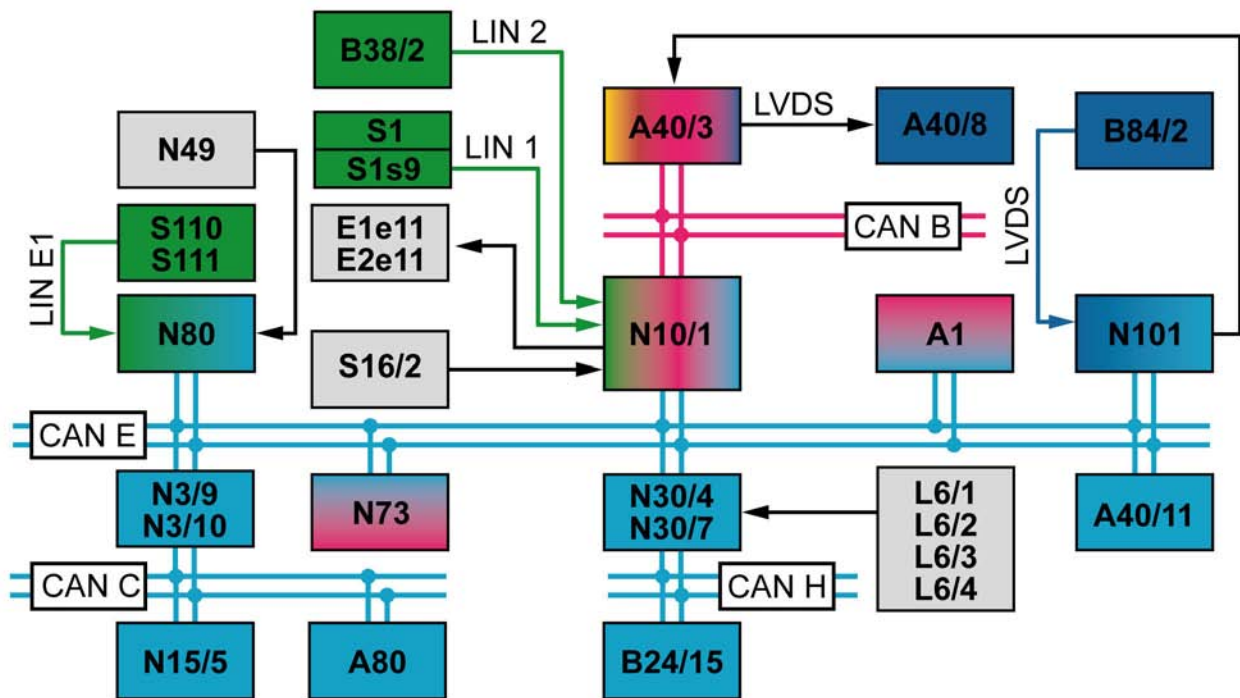 B38/2
LIN 2
A40/3
LVDS
A40/8
B84/2
N49
S1
S1s9
LIN 1
S110
S111
LIN E1
E1e11
E2e11
CAN B
LVDS
N80
S16/2
N10/1
A1
N101
CAN E
N3/9
N3/10
N73
N30/4
N30/7
L6/1
L6/2
L6/3
L6/4
A40/11
CAN C
CAN H
N15/5
A80
B24/15